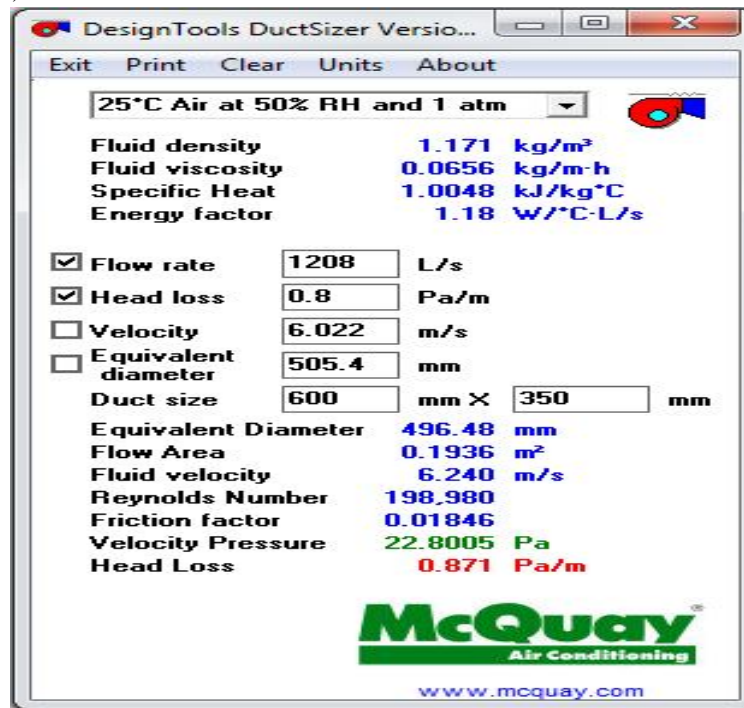 DesignTools DuctSizer Versio...
Exit Print Clear Units About
25°C Air at 50% RH and 1 atm
Fluid density 1.171 kg/m³
Fluid viscosity 0.0656 kg/m·h
Specific Heat 1.0048 kJ/kg°C
Energy factor 1.18 W/°C·L/s
Flow rate 1208 L/s
Head loss 0.8 Pa/m
Velocity 6.022 m/s
Equivalent diameter 505.4 mm
Duct size 600 mm X 350 mm
Equivalent Diameter 496.48 mm
Flow Area 0.1936 m²
Fluid velocity 6.240 m/s
Reynolds Number 198,980
Friction factor 0.01846
Velocity Pressure 22.8005 Pa
Head Loss 0.871 Pa/m
McQuay®
Air Conditioning
www.mcquay.com